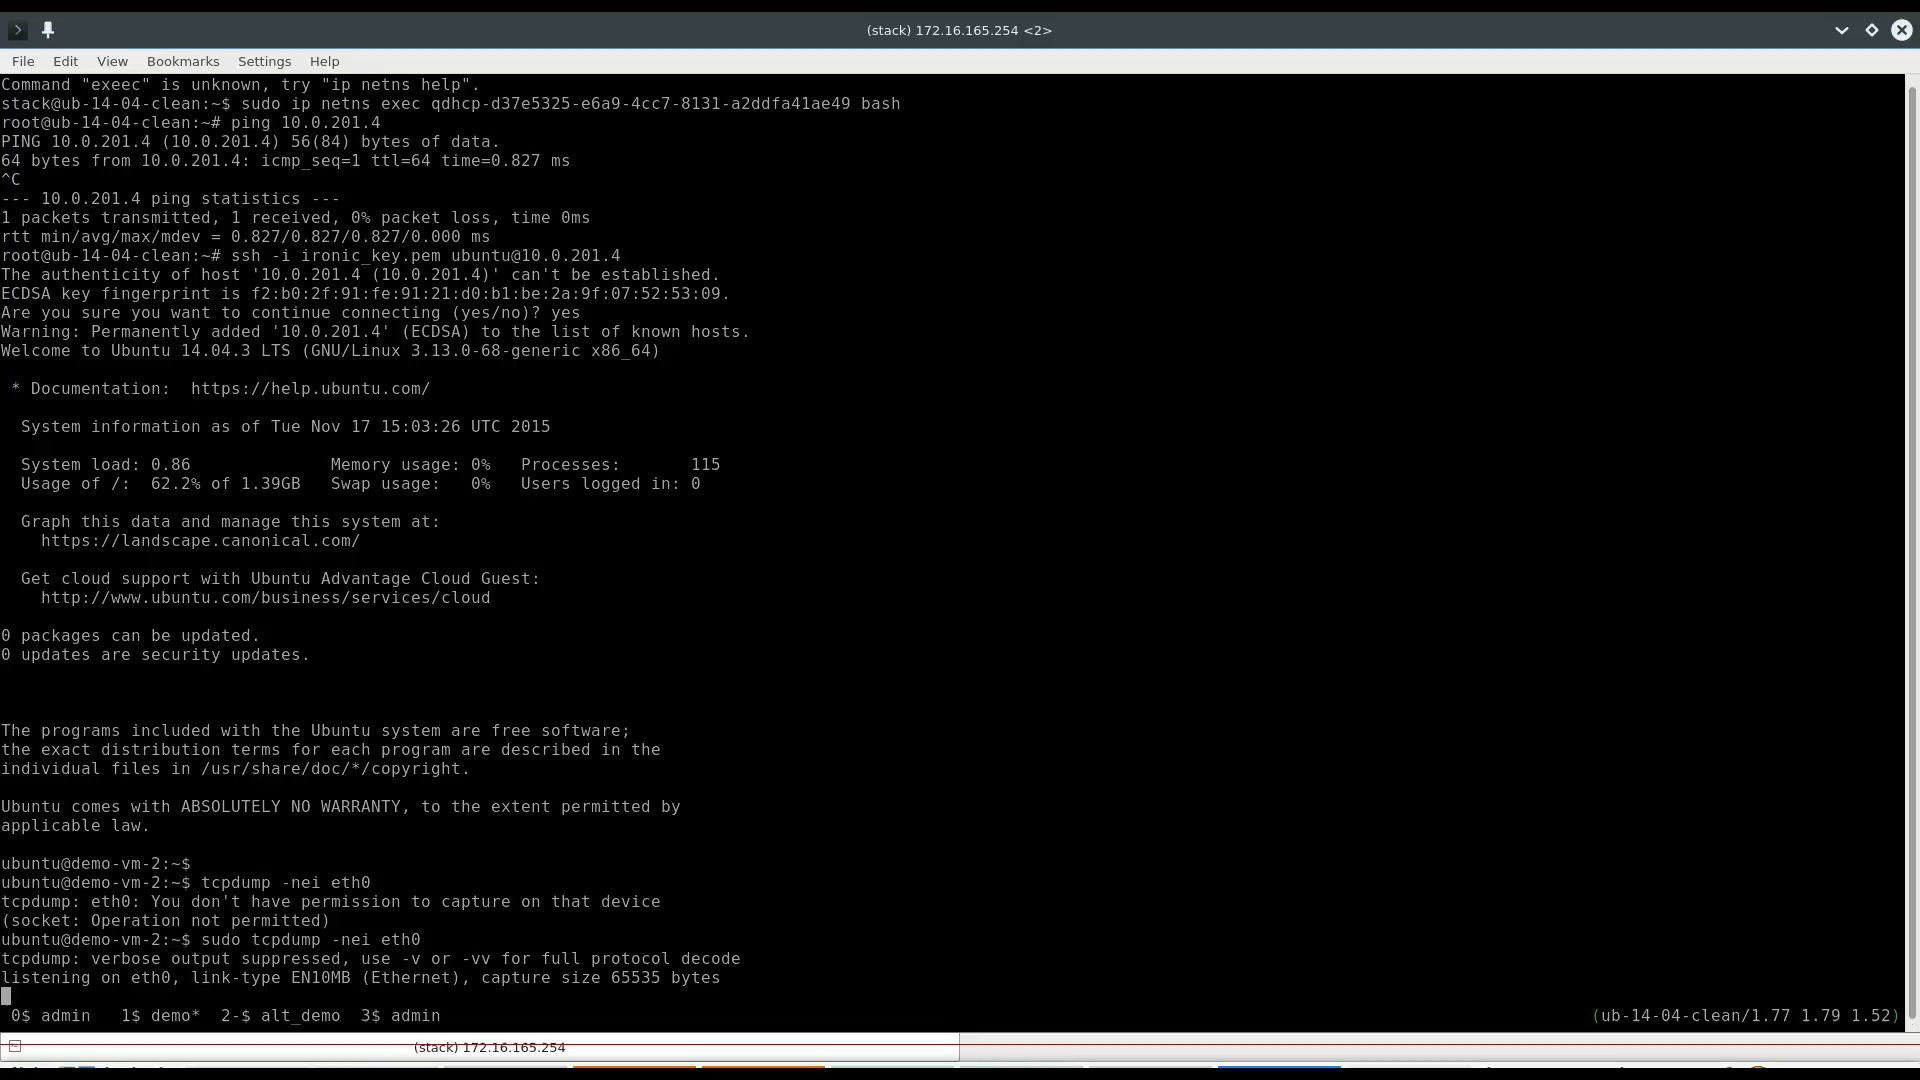 (stack) 172.16.165.254 <2>
File Edit View Bookmarks Settings Help
Command "exeec" is unknown, try "ip netns help".
stack@ub-14-04-clean:~$ sudo ip netns exec qdhcp-d37e5325-e6a9-4cc7-8131-a2ddfa41ae49 bash
root@ub-14-04-clean:~# ping 10.0.201.4
PING 10.0.201.4 (10.0.201.4) 56(84) bytes of data.
64 bytes from 10.0.201.4: icmp_seq=1 ttl=64 time=0.827 ms
^C
--- 10.0.201.4 ping statistics ---
1 packets transmitted, 1 received, 0% packet loss, time 0ms
rtt min/avg/max/mdev = 0.827/0.827/0.827/0.000 ms
root@ub-14-04-clean:~# ssh -i ironic_key.pem ubuntu@10.0.201.4
The authenticity of host '10.0.201.4 (10.0.201.4)' can't be established.
ECDSA key fingerprint is f2:b0:2f:91:fe:91:21:d0:b1:be:2a:9f:07:52:53:09.
Are you sure you want to continue connecting (yes/no)? yes
Warning: Permanently added '10.0.201.4' (ECDSA) to the list of known hosts.
Welcome to Ubuntu 14.04.3 LTS (GNU/Linux 3.13.0-68-generic x86_64)
* Documentation:  https://help.ubuntu.com/
System information as of Tue Nov 17 15:03:26 UTC 2015
System load: 0.86 Memory usage: 0% Processes: 115
Usage of /: 62.2% of 1.39GB Swap usage: 0% Users logged in: 0
Graph this data and manage this system at:
https://landscape.canonical.com/
Get cloud support with Ubuntu Advantage Cloud Guest:
http://www.ubuntu.com/business/services/cloud
0 packages can be updated.
0 updates are security updates.
The programs included with the Ubuntu system are free software;
the exact distribution terms for each program are described in the
individual files in /usr/share/doc/*/copyright.
Ubuntu comes with ABSOLUTELY NO WARRANTY, to the extent permitted by
applicable law.
ubuntu@demo-vm-2:~$
ubuntu@demo-vm-2:~$ tcpdump -nei eth0
tcpdump: eth0: You don't have permission to capture on that device
(socket: Operation not permitted)
ubuntu@demo-vm-2:~$ sudo tcpdump -nei eth0
tcpdump: verbose output suppressed, use -v or -vv for full protocol decode
listening on eth0, link-type EN10MB (Ethernet), capture size 65535 bytes
0$ admin 1$ demo* 2-$ alt_demo 3$ admin (ub-14-04-clean/1.77 1.79 1.52)
(stack) 172.16.165.254